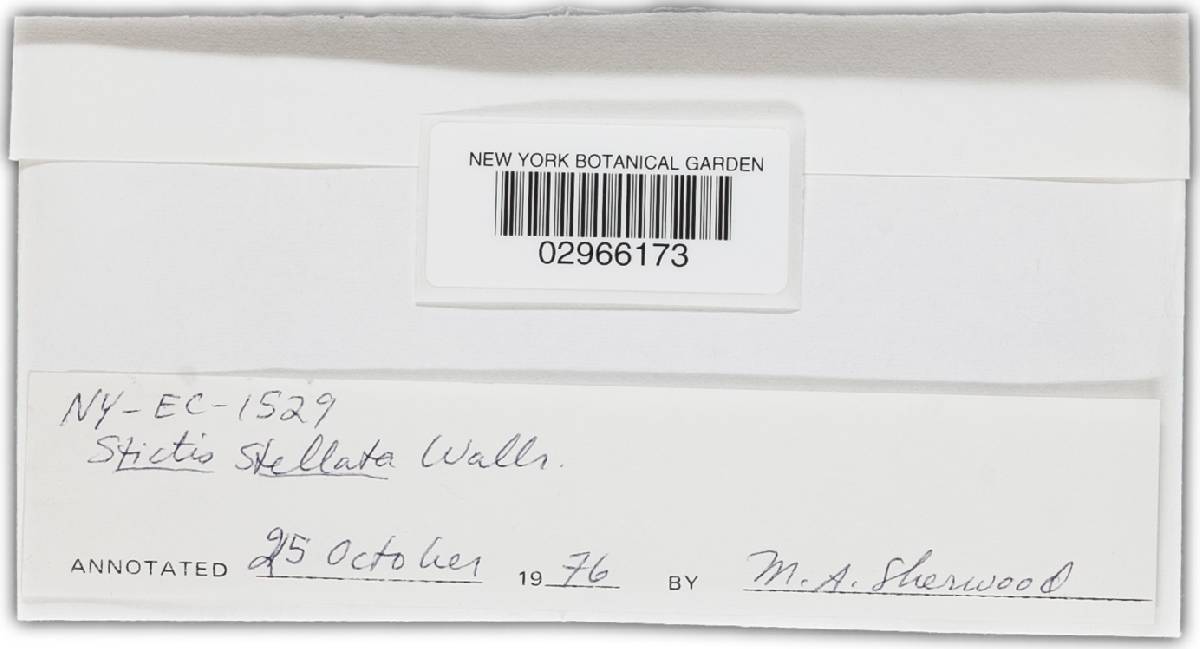 NEW YORK BOTANICAL GARDEN
02966173
NY-EC-1529
Stictis stellata Wallr.
ANNOTATED 25 October 1976 BY M.A. Sherwood